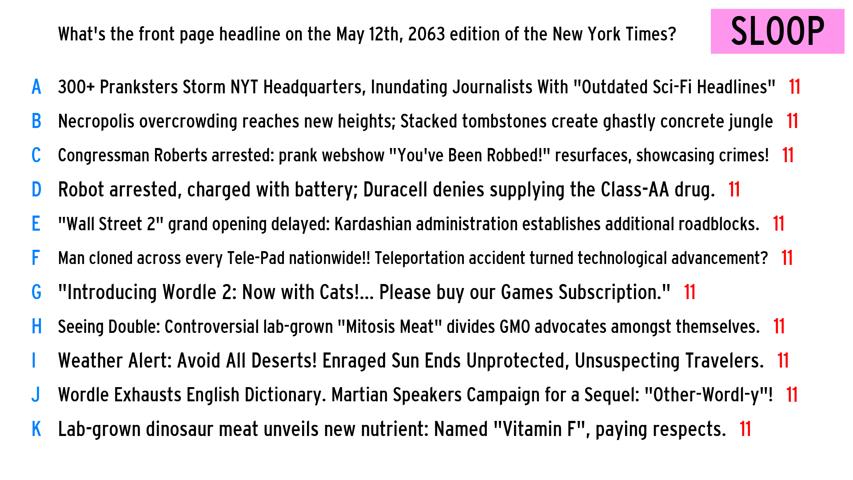 What's the front page headline on the May 12th, 2063 edition of the New York Times?
SLOOP
A 300+ Pranksters Storm NYT Headquarters, Inundating Journalists With "Outdated Sci-Fi Headlines" 11
B Necropolis overcrowding reaches new heights; Stacked tombstones create ghastly concrete jungle 11
C Congressman Roberts arrested: prank webshow "You've Been Robbed!" resurfaces, showcasing crimes! 11
D Robot arrested, charged with battery; Duracell denies supplying the Class-AA drug. 11
E "Wall Street 2" grand opening delayed: Kardashian administration establishes additional roadblocks. 11
F Man cloned across every Tele-Pad nationwide!! Teleportation accident turned technological advancement? 11
G "Introducing Wordle 2: Now with Cats!... Please buy our Games Subscription." 11
H Seeing Double: Controversial lab-grown "Mitosis Meat" divides GMO advocates amongst themselves. 11
I Weather Alert: Avoid All Deserts! Enraged Sun Ends Unprotected, Unsuspecting Travelers. 11
J Wordle Exhausts English Dictionary. Martian Speakers Campaign for a Sequel: "Other-Wordl-y"! 11
K Lab-grown dinosaur meat unveils new nutrient: Named "Vitamin F", paying respects. 11